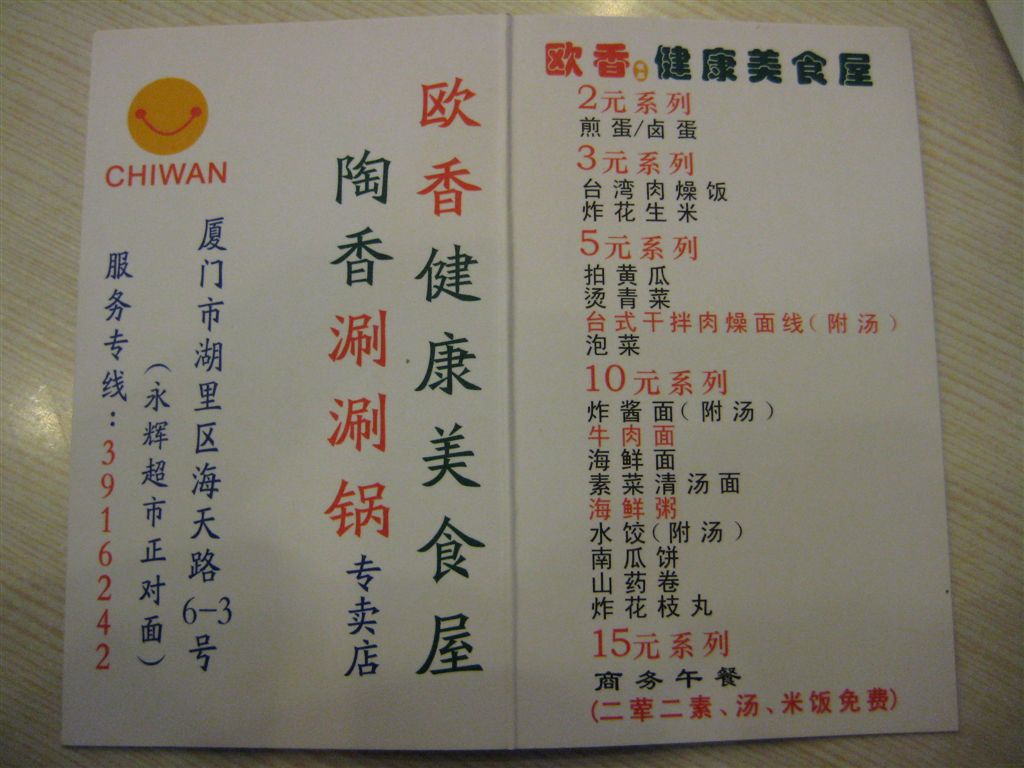 CHIWAN
欧香健康美食屋
陶香涮涮锅专卖店
厦门市湖里区海天路6-3号
（永辉超市正对面）
服务专线：3916242
欧香健康美食屋
2元系列
煎蛋/卤蛋
3元系列
台湾肉燥饭
炸花生米
5元系列
拍黄瓜
烫青菜
台式干拌肉燥面线（附汤）
泡菜
10元系列
炸酱面（附汤）
牛肉面
海鲜面
素菜清汤面
海鲜粥
水饺（附汤）
南瓜饼
山药卷
炸花枝丸
15元系列
商务午餐
(二荤二素、汤、米饭免费)